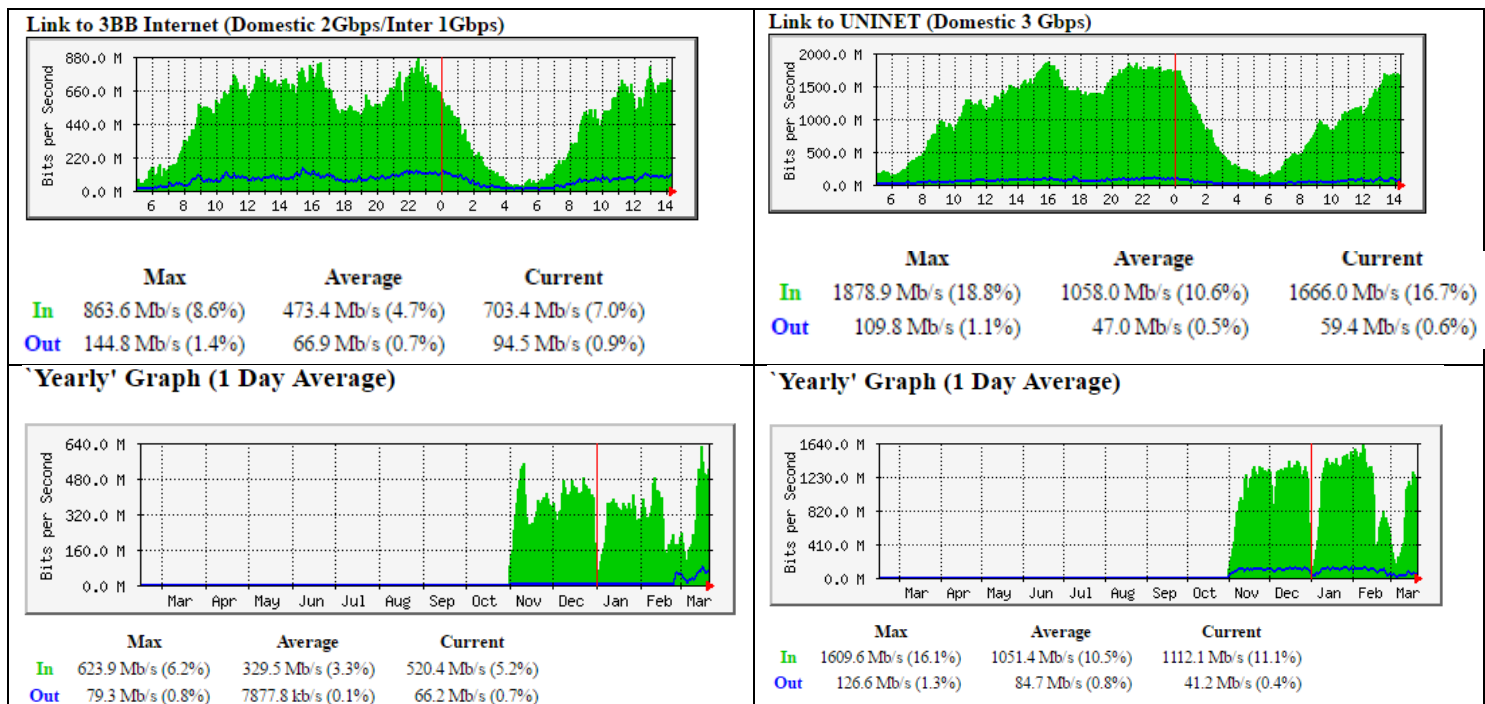 Link to 3BB Internet (Domestic 2Gbps/Inter 1Gbps)
Bits per Second
880.0 M
660.0 M
440.0 M
220.0 M
0.0 M
6 8 10 12 14 16 18 20 22 0 2 4 6 8 10 12 14
Max Average Current
In 863.6 Mb/s (8.6%) 473.4 Mb/s (4.7%) 703.4 Mb/s (7.0%)
Out 144.8 Mb/s (1.4%) 66.9 Mb/s (0.7%) 94.5 Mb/s (0.9%)
Link to UNINET (Domestic 3 Gbps)
Bits per Second
2000.0 M
1500.0 M
1000.0 M
500.0 M
0.0 M
6 8 10 12 14 16 18 20 22 0 2 4 6 8 10 12 14
Max Average Current
In 1878.9 Mb/s (18.8%) 1058.0 Mb/s (10.6%) 1666.0 Mb/s (16.7%)
Out 109.8 Mb/s (1.1%) 47.0 Mb/s (0.5%) 59.4 Mb/s (0.6%)
`Yearly' Graph (1 Day Average)
Bits per Second
640.0 M
480.0 M
320.0 M
160.0 M
0.0 M
Mar Apr May Jun Jul Aug Sep Oct Nov Dec Jan Feb Mar
Max Average Current
In 623.9 Mb/s (6.2%) 329.5 Mb/s (3.3%) 520.4 Mb/s (5.2%)
Out 79.3 Mb/s (0.8%) 7877.8 kb/s (0.1%) 66.2 Mb/s (0.7%)
`Yearly' Graph (1 Day Average)
Bits per Second
1640.0 M
1230.0 M
820.0 M
410.0 M
0.0 M
Mar Apr May Jun Jul Aug Sep Oct Nov Dec Jan Feb Mar
Max Average Current
In 1609.6 Mb/s (16.1%) 1051.4 Mb/s (10.5%) 1112.1 Mb/s (11.1%)
Out 126.6 Mb/s (1.3%) 84.7 Mb/s (0.8%) 41.2 Mb/s (0.4%)